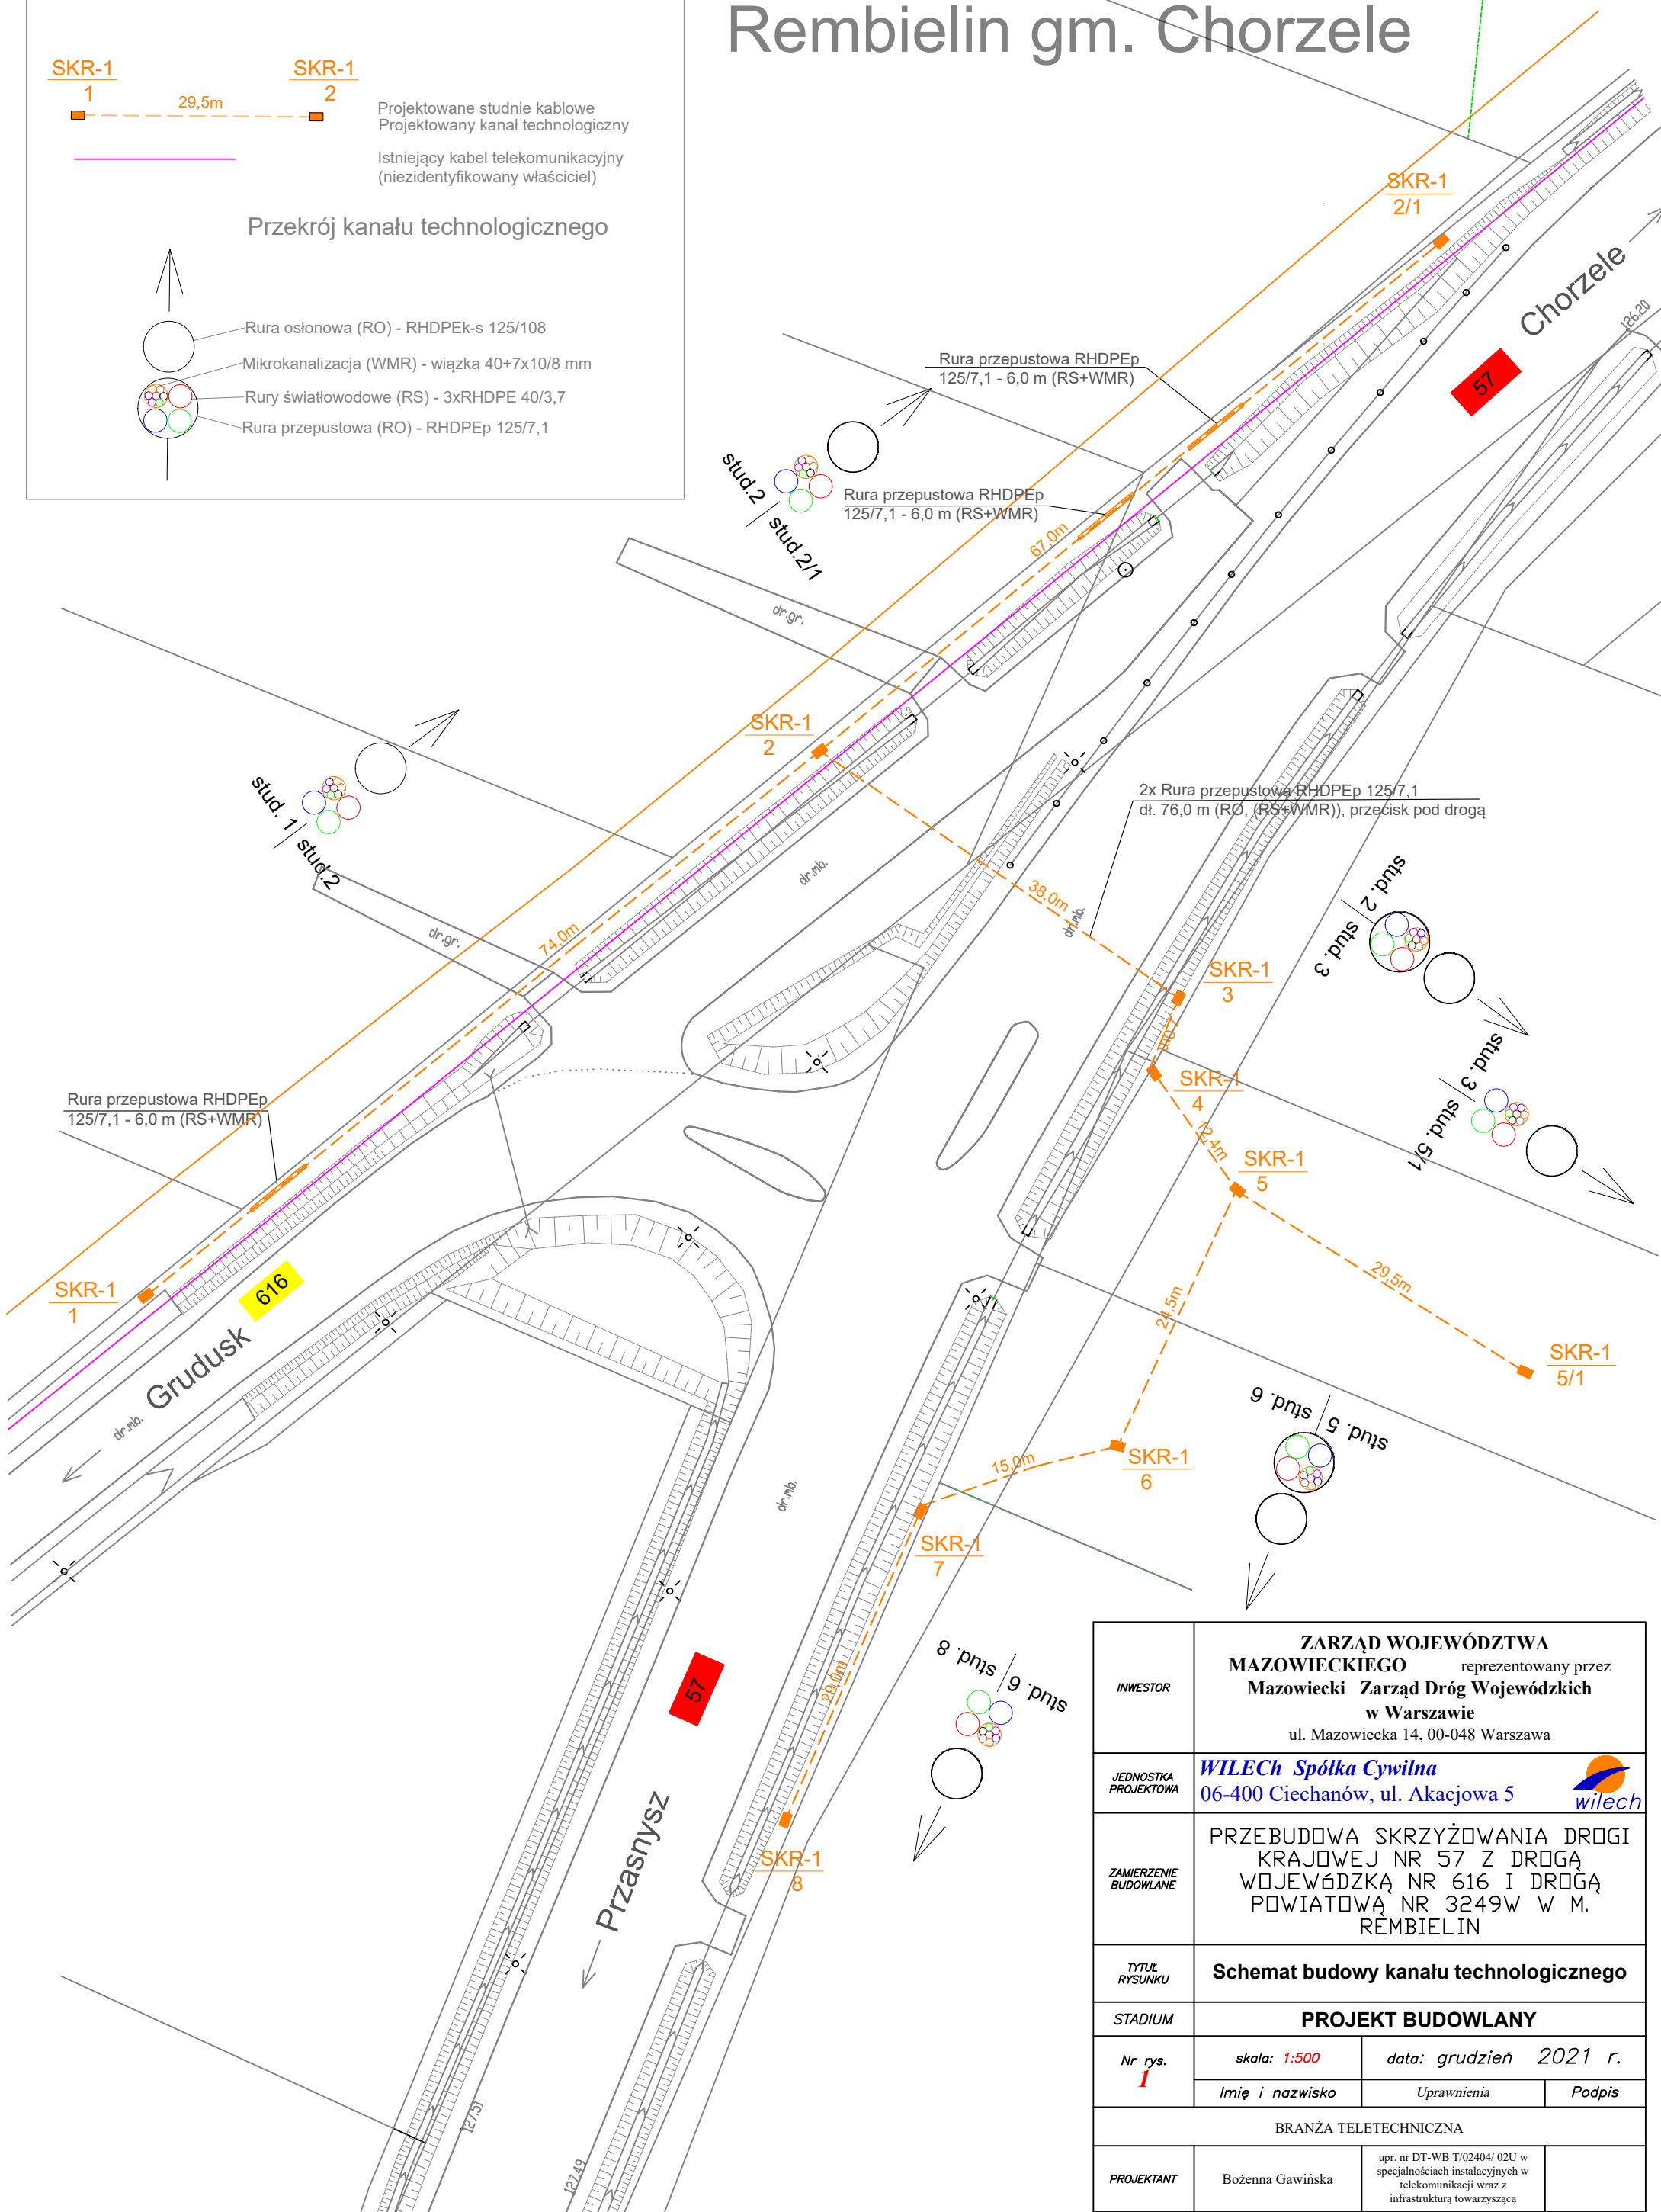 Rembielin gm. Chorzele
SKR-1
1
29,5m
SKR-1
2
Projektowane studnie kablowe
Projektowany kanał technologiczny
Istniejący kabel telekomunikacyjny
(niezidentyfikowany właściciel)
Przekrój kanału technologicznego
Rura osłonowa (RO) - RHDPEk-s 125/108
Mikrokanalizacja (WMR) - wiązka 40+7x10/8 mm
Rury światłowodowe (RS) - 3xRHDPE 40/3,7
Rura przepustowa (RO) - RHDPEp 125/7,1
SKR-1
2/1
Chorzele
126.20
57
Rura przepustowa RHDPEp
125/7,1 - 6,0 m (RS+WMR)
stud.2
stud.2/1
Rura przepustowa RHDPEp
125/7,1 - 6,0 m (RS+WMR)
67,0m
dr.gr.
SKR-1
2
stud. 1
stud.2
2x Rura przepustowa RHDPEp 125/7,1
dł. 76,0 m (RO, (RS+WMR)), przecisk pod drogą
dr.mb.
38,0m
dr.mb.
dr.gr.
74,0m
stud. 2
stud. 3
SKR-1
3
7,0m
SKR-1
4
12,4m
stud. 3
stud. 5/1
Rura przepustowa RHDPEp
125/7,1 - 6,0 m (RS+WMR)
SKR-1
5
29,5m
24,5m
SKR-1
1
616
Grudusk
dr.mb.
SKR-1
5/1
stud. 5
stud. 6
SKR-1
6
15,0m
dr.mb.
SKR-1
7
29,0m
stud. 6
stud. 8
57
Przasnysz
SKR-1
8
127.51
127.49
INWESTOR
ZARZĄD WOJEWÓDZTWA
MAZOWIECKIEGO reprezentowany przez
Mazowiecki Zarząd Dróg Wojewódzkich
w Warszawie
ul. Mazowiecka 14, 00-048 Warszawa
JEDNOSTKA
PROJEKTOWA
WILECh Spółka Cywilna
06-400 Ciechanów, ul. Akacjowa 5
wilech
ZAMIERZENIE
BUDOWLANE
PRZEBUDOWA SKRZYŻOWANIA DROGI
KRAJOWEJ NR 57 Z DROGĄ
WOJEWóDZKĄ NR 616 I DROGĄ
POWIATOWĄ NR 3249W W M.
REMBIELIN
TYTUŁ
RYSUNKU
Schemat budowy kanału technologicznego
STADIUM
PROJEKT BUDOWLANY
Nr rys.
1
skala: 1:500
data: grudzień 2021 r.
Imię i nazwisko
Uprawnienia
Podpis
BRANŻA TELETECHNICZNA
PROJEKTANT
Bożenna Gawińska
upr. nr DT-WB T/02404/ 02U w
specjalnościach instalacyjnych w
telekomunikacji wraz z
infrastrukturą towarzyszącą